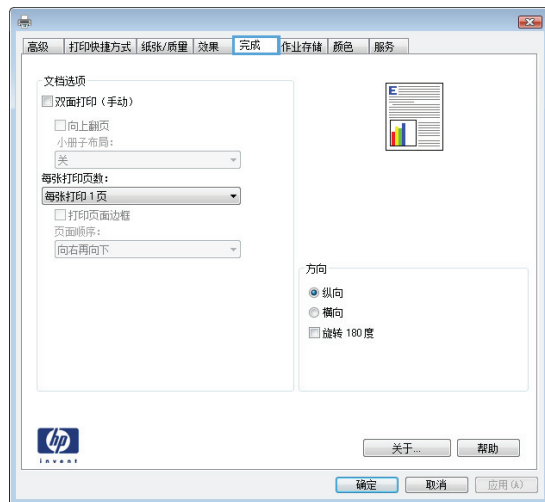 高级 打印快捷方式 纸张/质量 效果 完成 作业存储 颜色 服务
文档选项
双面打印（手动）
向上翻页
小册子布局：
关
每张打印页数：
每张打印 1 页
打印页面边框
页面顺序：
向右再向下
E
方向
纵向
横向
旋转 180 度
hp
invent
关于... 帮助
确定 取消 应用(A)